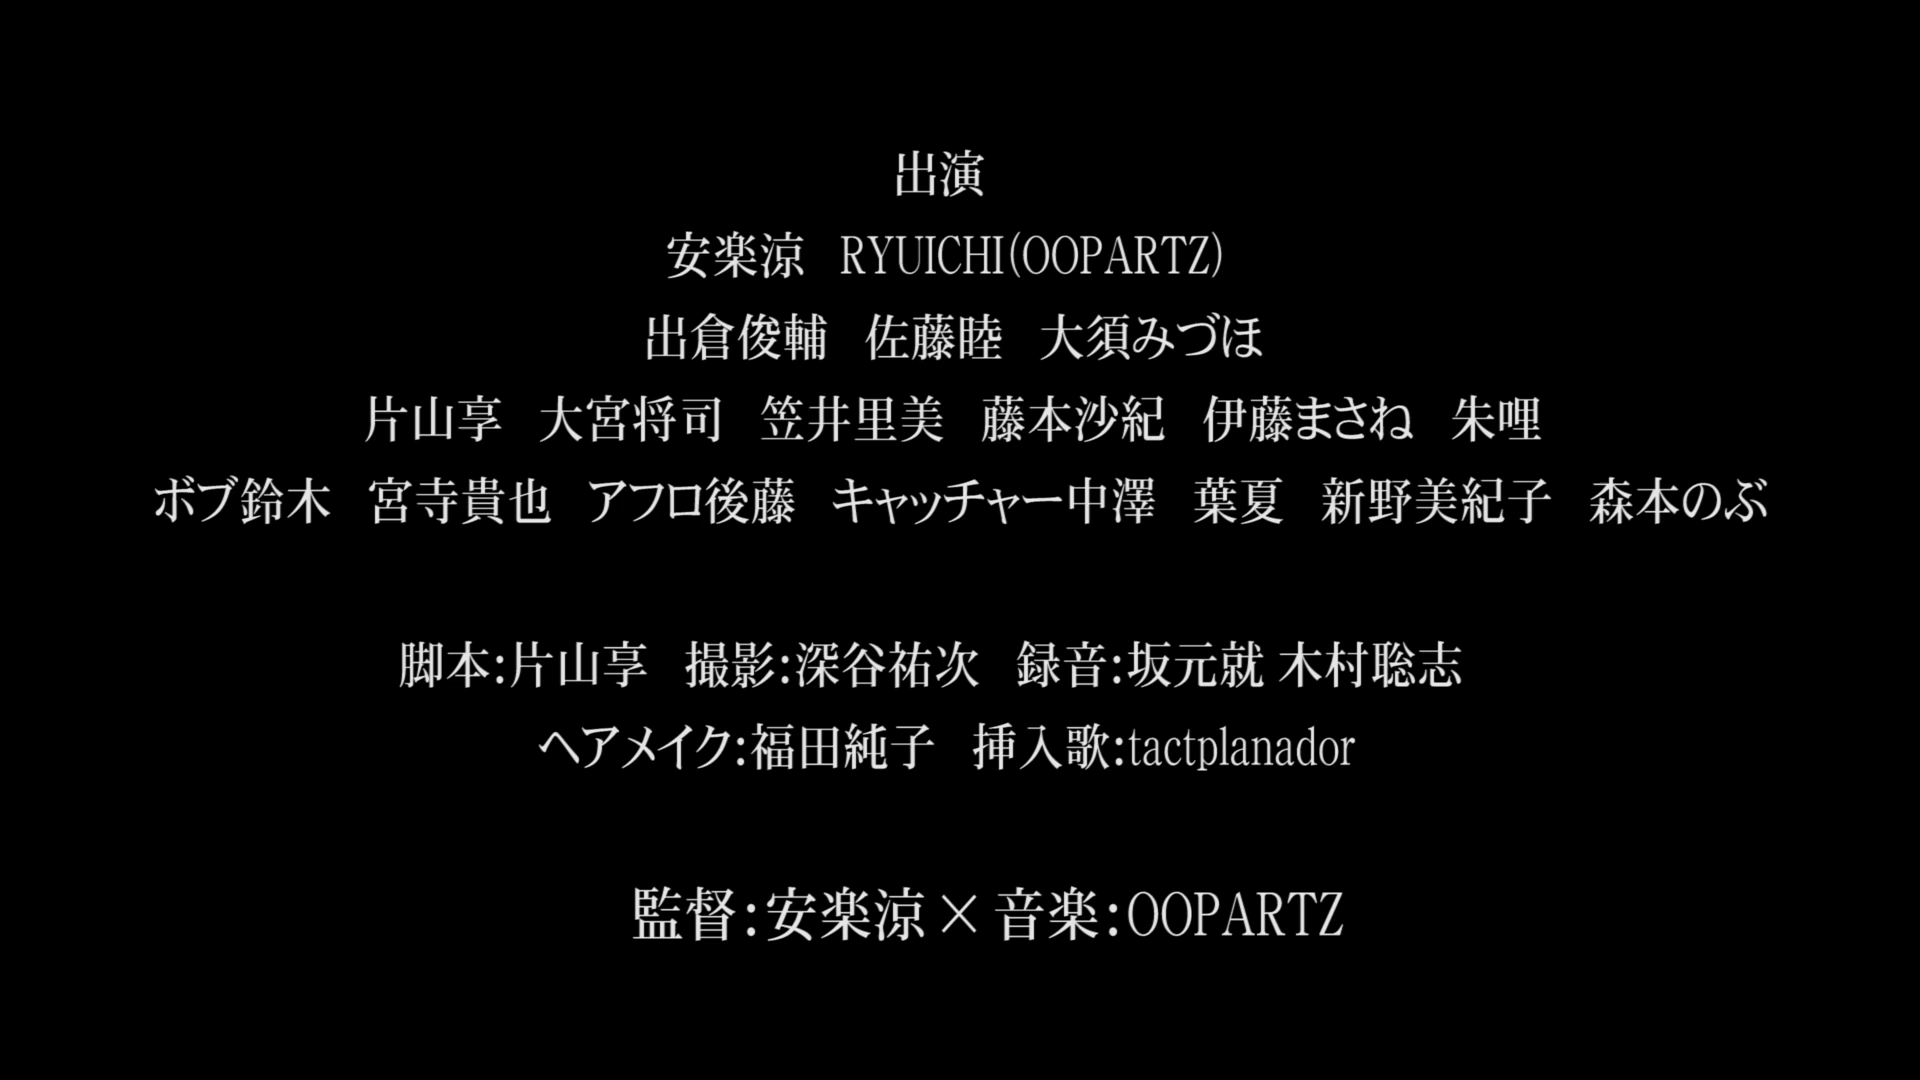 出演
安楽涼 RYUICHI(OOPARTZ)
出倉俊輔 佐藤睦 大須みづほ
片山享 大宮将司 笠井里美 藤本沙紀 伊藤まさね 朱哩
ボブ鈴木 宮寺貴也 アフロ後藤 キャッチャー中澤 葉夏 新野美紀子 森本のぶ
脚本:片山享 撮影:深谷祐次 録音:坂元就 木村聡志
ヘアメイク:福田純子 挿入歌:tactplanador
監督:安楽涼×音楽:OOPARTZ